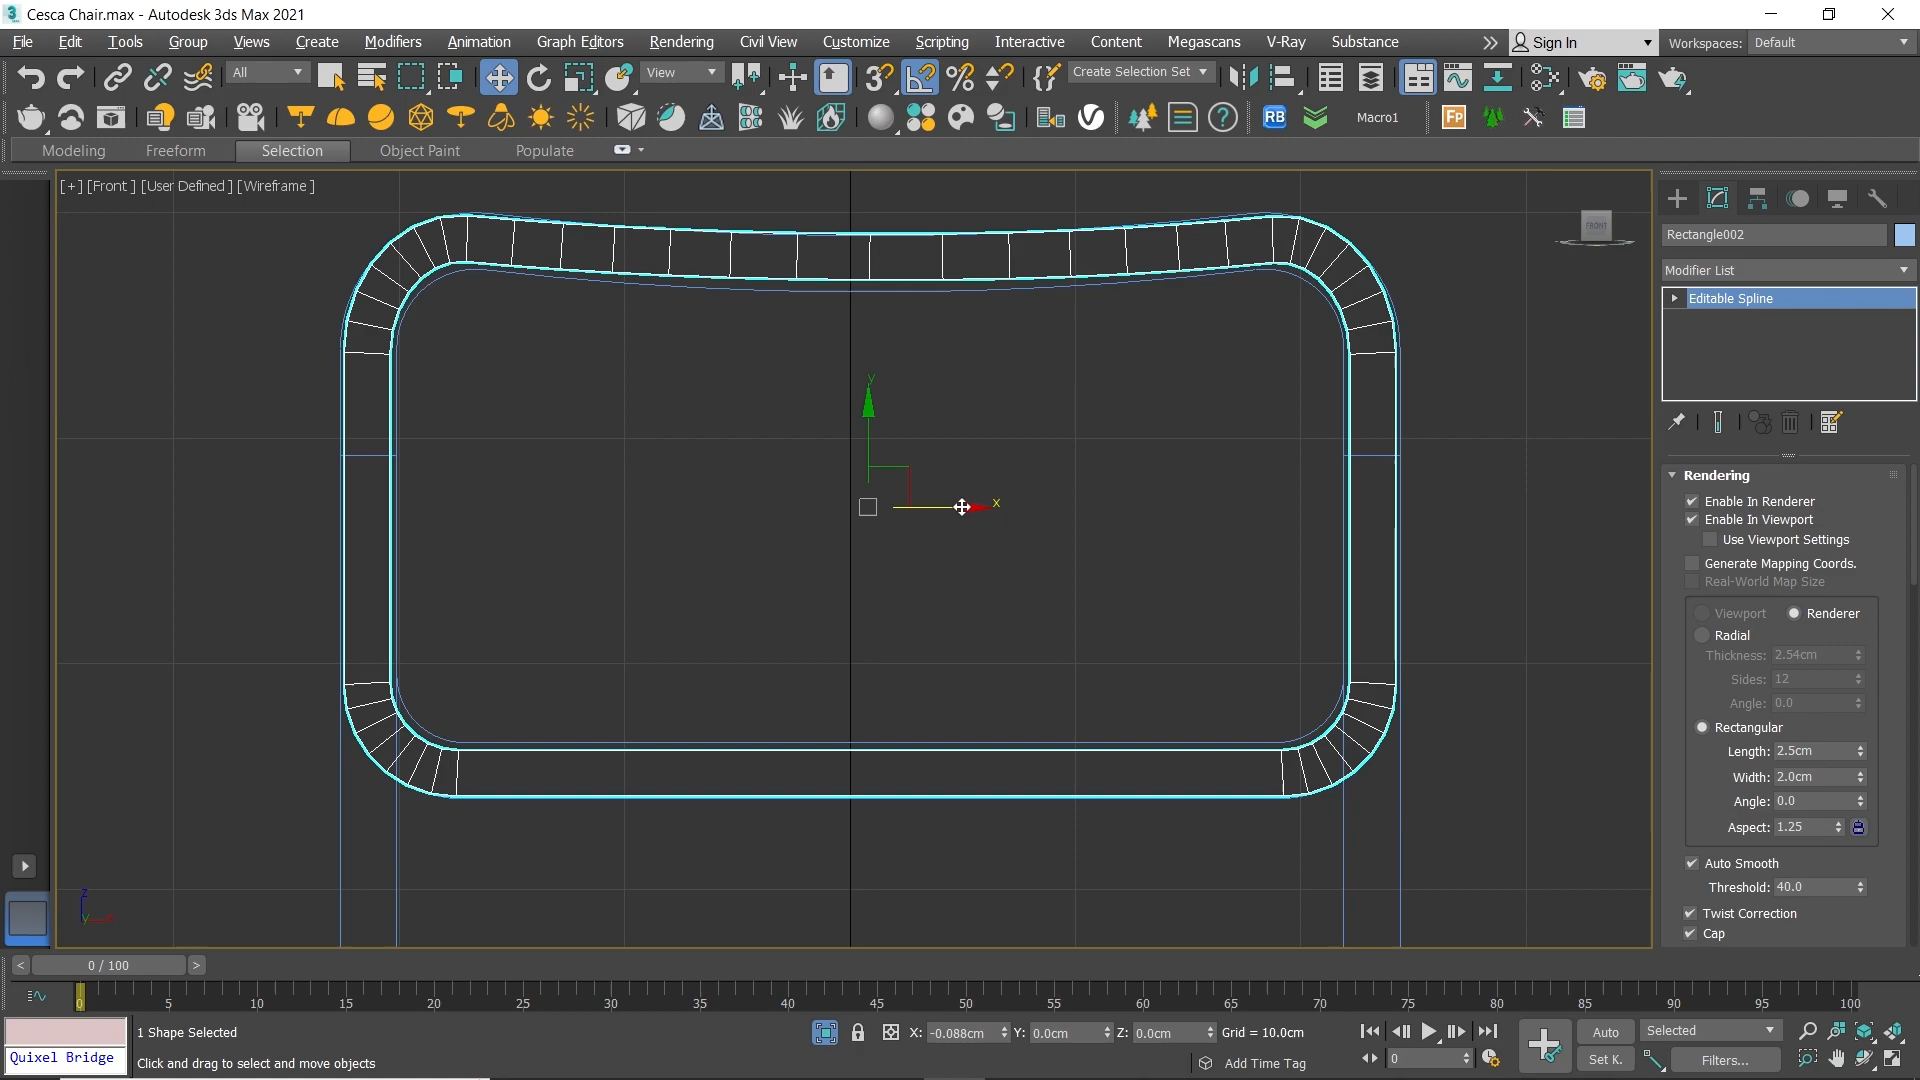 Cesca Chair.max - Autodesk 3ds Max 2021
File Edit Tools Group Views Create Modifiers Animation Graph Editors Rendering Civil View Customize Scripting Interactive Content Megascans V-Ray Substance Sign In Workspaces: Default
All View Create Selection Set
RB Macro1 FP
Modeling Freeform Selection Object Paint Populate
[+] [Front ] [User Defined ] [Wireframe ]
FRONT
Rectangle002
Modifier List
Editable Spline
y
x
Rendering
Enable In Renderer
Enable In Viewport
Use Viewport Settings
Generate Mapping Coords.
Real-World Map Size
Viewport Renderer
Radial
Thickness: 2.54cm
Sides: 12
Angle: 0.0
Rectangular
Length: 2.5cm
Width: 2.0cm
Angle: 0.0
Aspect: 1.25
Auto Smooth
Threshold: 40.0
Twist Correction
Cap
z
y
< 0 / 100 >
0 5 10 15 20 25 30 35 40 45 50 55 60 65 70 75 80 85 90 95 100
1 Shape Selected X: -0.088cm Y: 0.0cm Z: 0.0cm Grid = 10.0cm Auto Selected
Quixel Bridge Click and drag to select and move objects Add Time Tag 0 Set K. Filters...